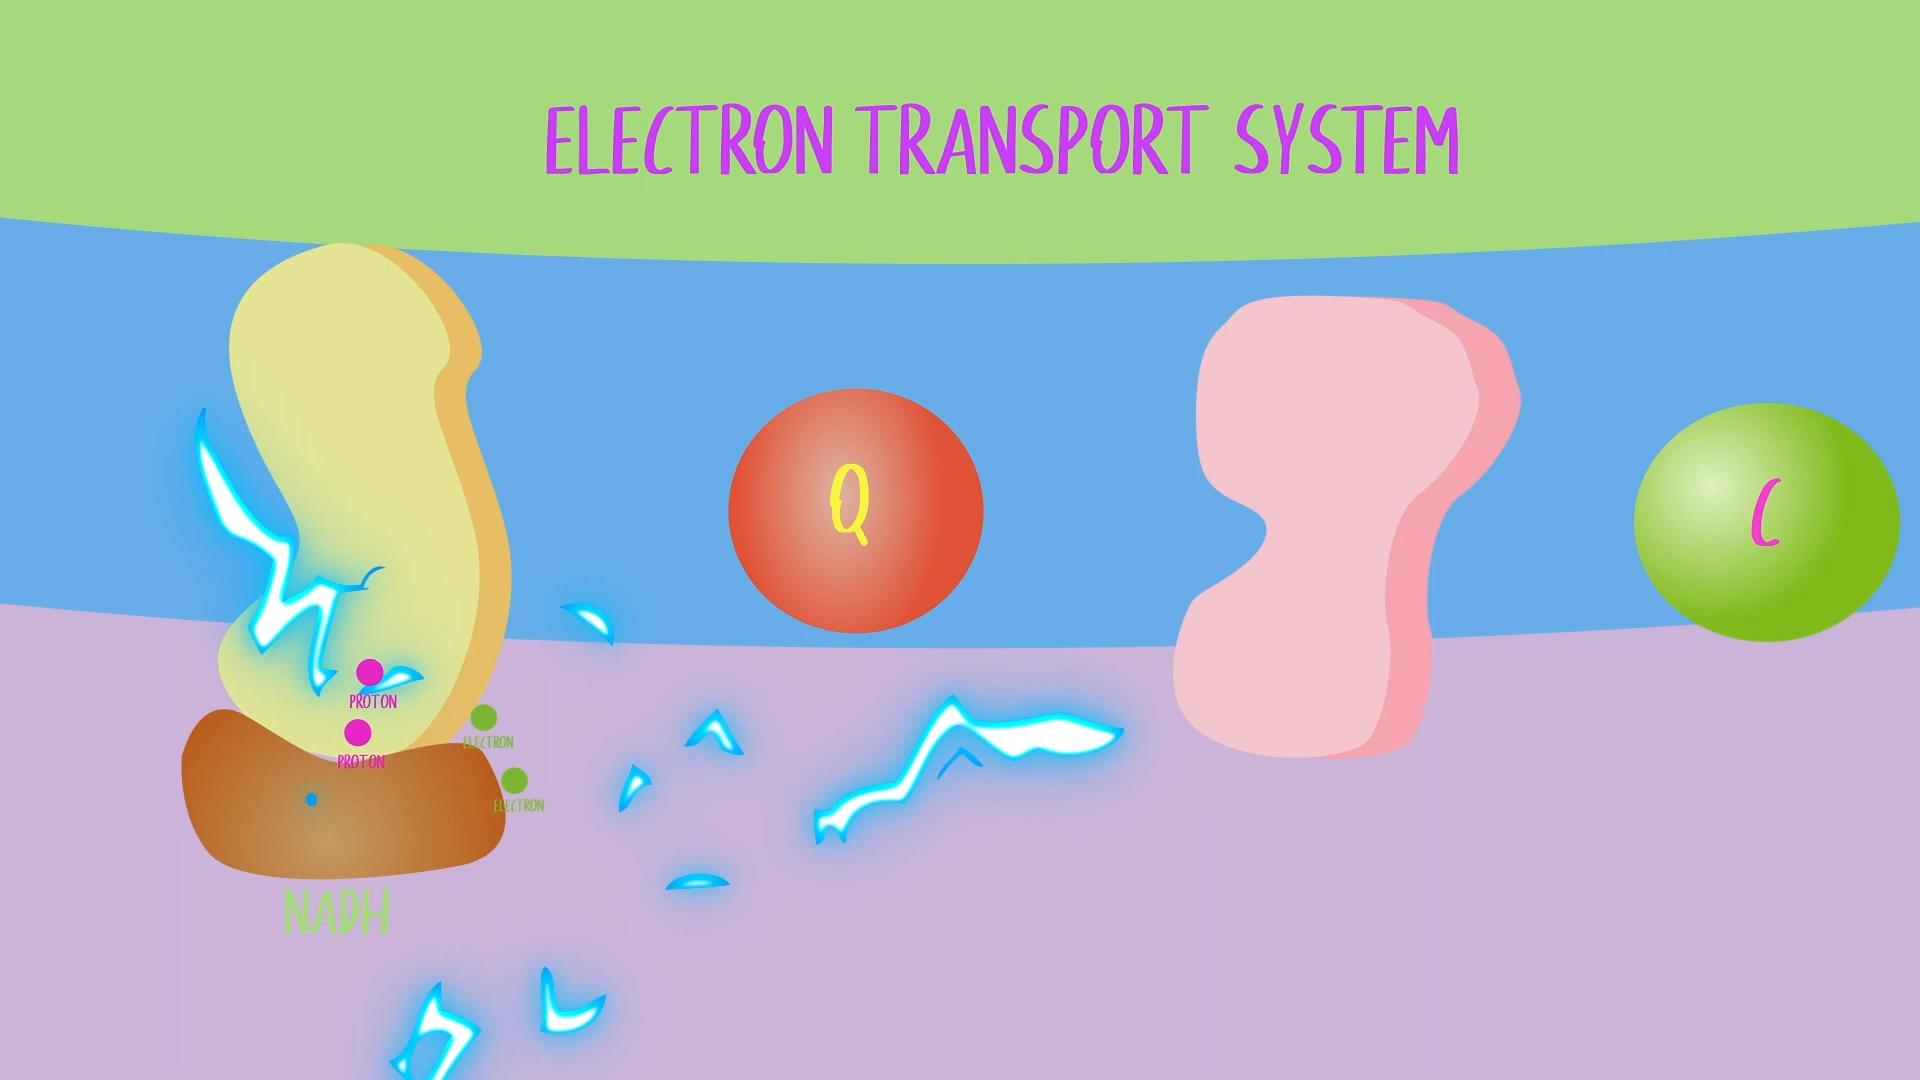 ELECTRON TRANSPORT SYSTEM
Q
C
PROTON
ELECTRON
PROTON
ELECTRON
NADH